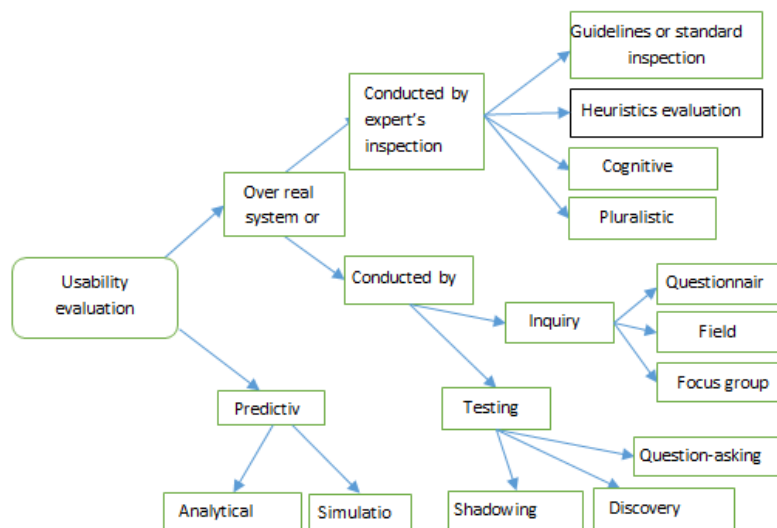 Guidelines or standard
inspection
Conducted by
expert's
inspection
Heuristics evaluation
Cognitive
Over real
system or
Pluralistic
Usability
evaluation
Conducted by
Questionnair
Inquiry
Field
Focus group
Predictiv
Testing
Question-asking
Analytical
Simulatio
Shadowing
Discovery